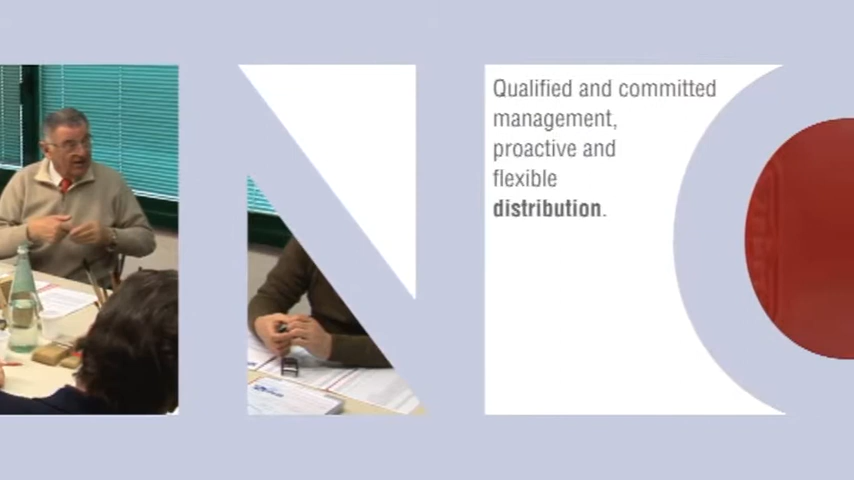 Qualified and committed
management,
proactive and
flexible
distribution.